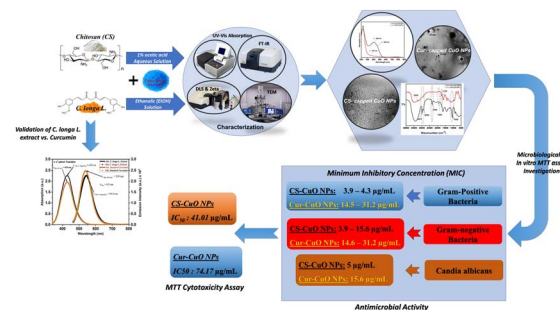 Chitosan (CS)
1% acetic acid
Aqueous Solution
C. longa L.
Ethanolic (EtOH)
Solution
Validation of C. longa L.
extract vs. Curcumin
UV-Vis Absorption
FT-IR
DLS & Zeta
TEM
Characterization
Cur- capped CuO NPs
CS- capped CuO NPs
Microbiological
In vitro MTT ass
Investigation
Minimum Inhibitory Concentration (MIC)
CS-CuO NPs: 3.9 – 4.3 µg/mL
Cur-CuO NPs: 14.5 – 31.2 µg/mL
Gram-Positive
Bacteria
CS-CuO NPs: 3.9 – 15.6 µg/mL
Cur-CuO NPs: 14.6 – 31.2 µg/mL
Gram-negative
Bacteria
CS-CuO NPs: 5 µg/mL
Cur-CuO NPs: 15.6 µg/mL
Candia albicans
Antimicrobial Activity
CS-CuO NPs
IC50 : 41.01 µg/mL
Cur-CuO NPs
IC50 : 74.17 µg/mL
MTT Cytotoxicity Assay